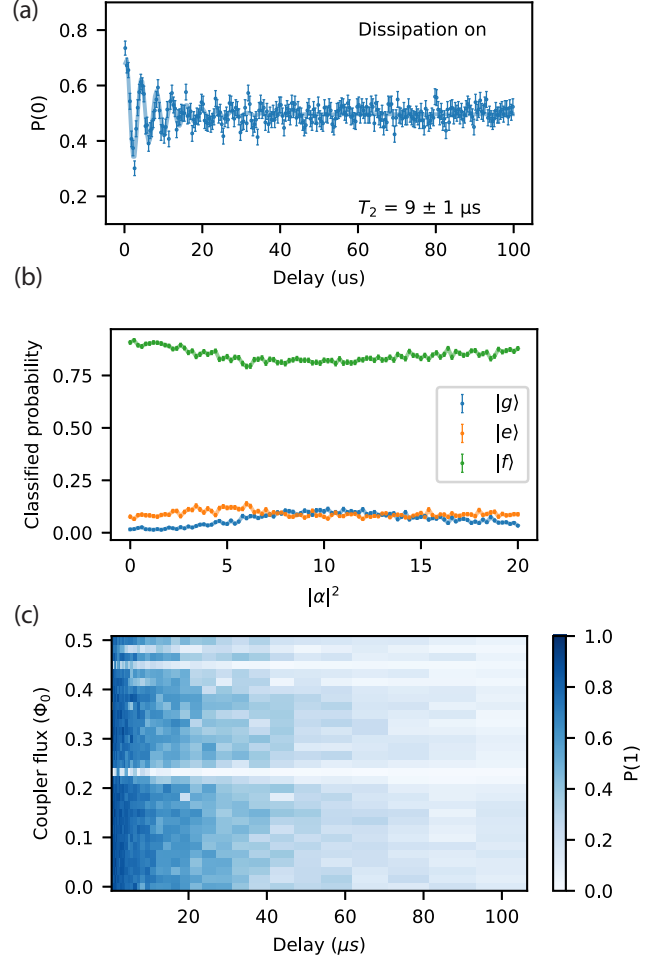 (a)
0.8
0.6
0.4
0.2
P(0)
Dissipation on
T₂ = 9 ± 1 μs
0 20 40 60 80 100
Delay (us)
(b)
0.75
0.50
0.25
0.00
Classified probability
|g⟩
|e⟩
|f⟩
0 5 10 15 20
|α|²
(c)
0.5
0.4
0.3
0.2
0.1
0.0
Coupler flux (Φ₀)
20 40 60 80 100
Delay (μs)
1.0
0.8
0.6
0.4
0.2
0.0
P(1)